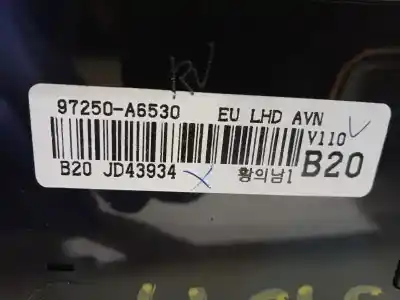 97250-A6530 EU LHD AVN
V110
B20 JD43934 황의남1 B20